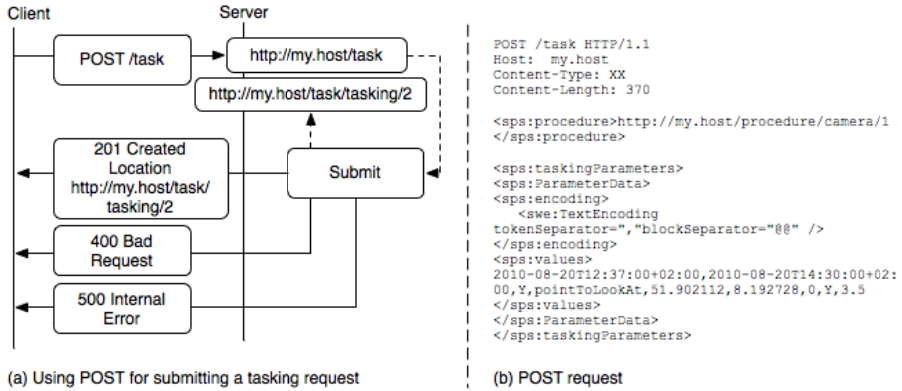 Client
Server
POST /task
http://my.host/task
http://my.host/task/tasking/2
201 Created
Location
http://my.host/task/
tasking/2
Submit
400 Bad
Request
500 Internal
Error
(a) Using POST for submitting a tasking request
POST /task HTTP/1.1
Host:  my.host
Content-Type: XX
Content-Length: 370
<sps:procedure>http://my.host/procedure/camera/1
</sps:procedure>
<sps:taskingParameters>
<sps:ParameterData>
<sps:encoding>
<swe:TextEncoding
tokenSeparator=","blockSeparator="@@" />
</sps:encoding>
<sps:values>
2010-08-20T12:37:00+02:00,2010-08-20T14:30:00+02:
00,Y,pointToLookAt,51.902112,8.192728,0,Y,3.5
</sps:values>
</sps:ParameterData>
</sps:taskingParameters>
(b) POST request